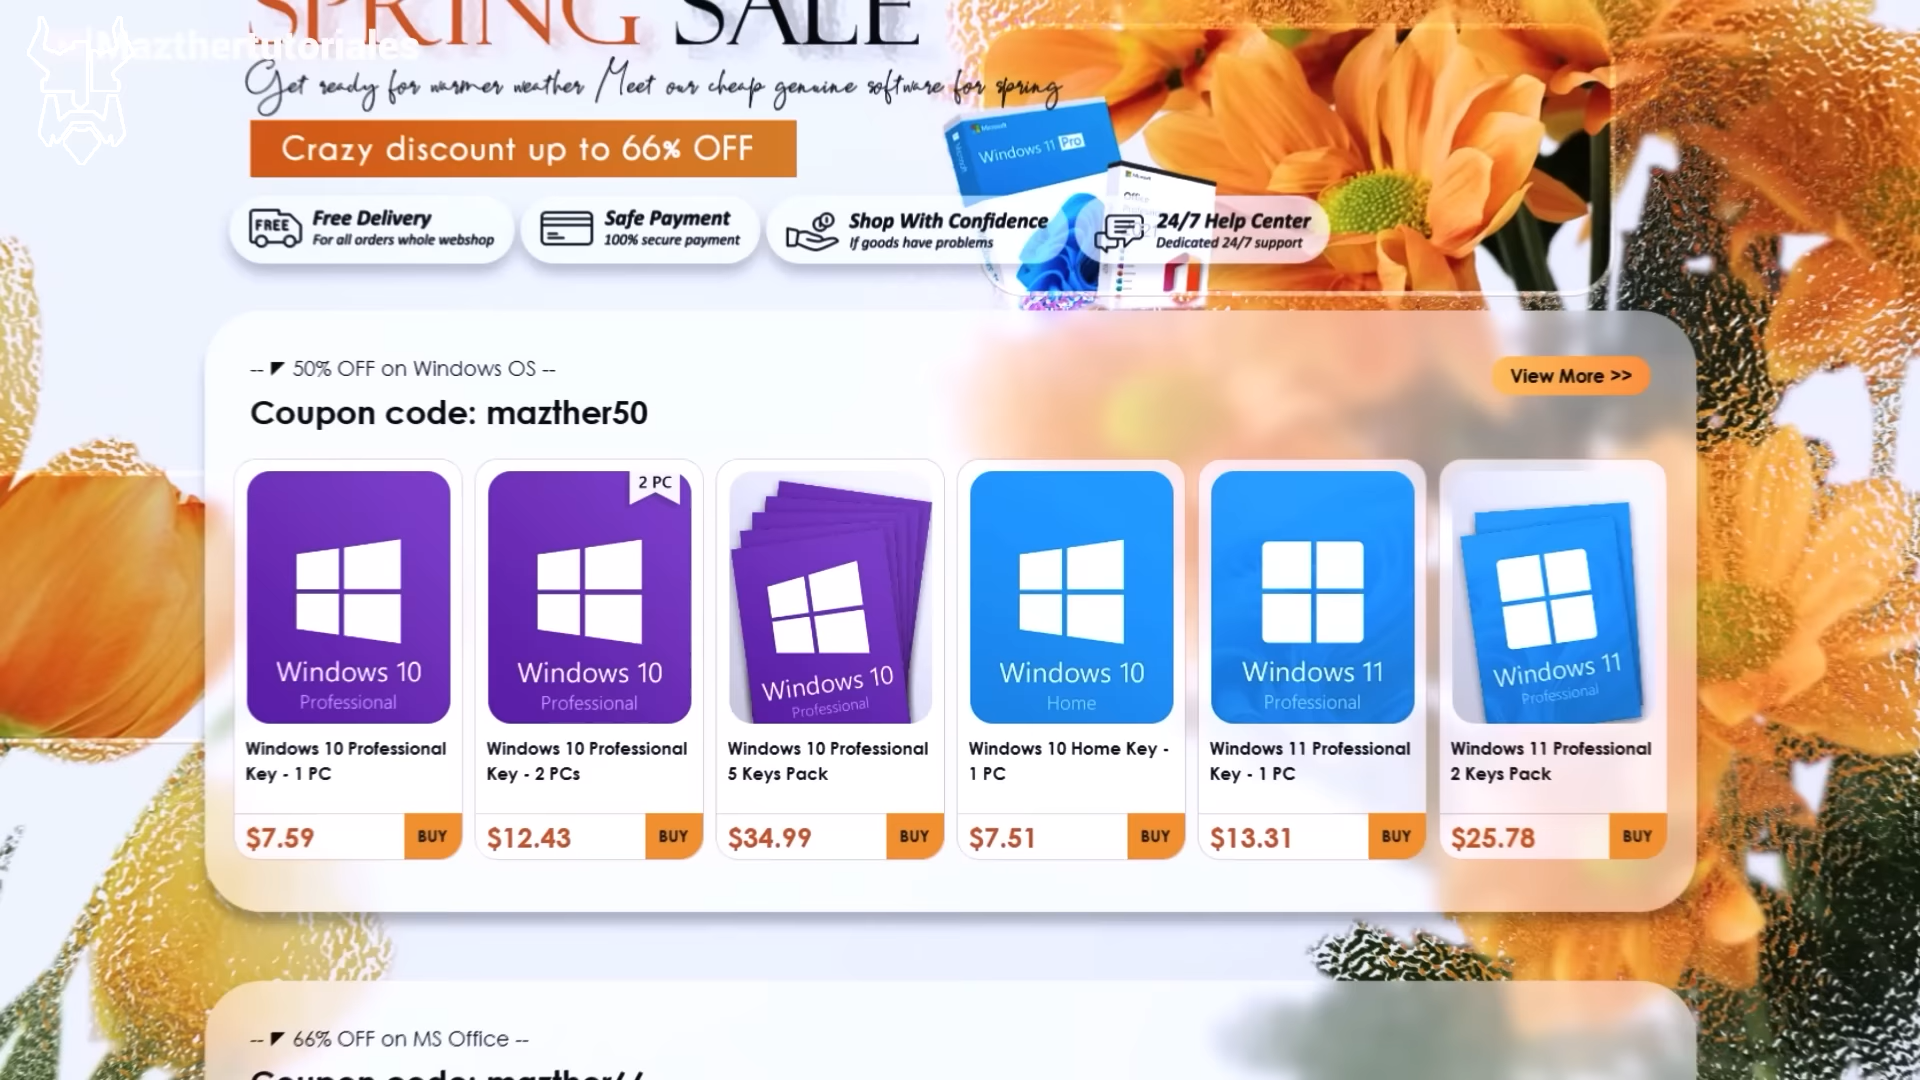 SPRING SALE
Mazthertutoriales
Get ready for warmer weather / Meet our cheap genuine software for spring
Crazy discount up to 66% OFF
FREE
Free Delivery
For all orders whole webshop
Safe Payment
100% secure payment
Shop With Confidence
If goods have problems
24/7 Help Center
Dedicated 24/7 support
Microsoft
Windows 11 Pro
Microsoft
Office
-- 50% OFF on Windows OS --
View More >>
Coupon code: mazther50
Windows 10
Professional
Windows 10 Professional
Key - 1 PC
$7.59
BUY
2 PC
Windows 10
Professional
Windows 10 Professional
Key - 2 PCs
$12.43
BUY
Windows 10
Professional
Windows 10 Professional
5 Keys Pack
$34.99
BUY
Windows 10
Home
Windows 10 Home Key -
1 PC
$7.51
BUY
Windows 11
Professional
Windows 11 Professional
Key - 1 PC
$13.31
BUY
Windows 11
Professional
Windows 11 Professional
2 Keys Pack
$25.78
BUY
-- 66% OFF on MS Office --
Coupon code: mazther66